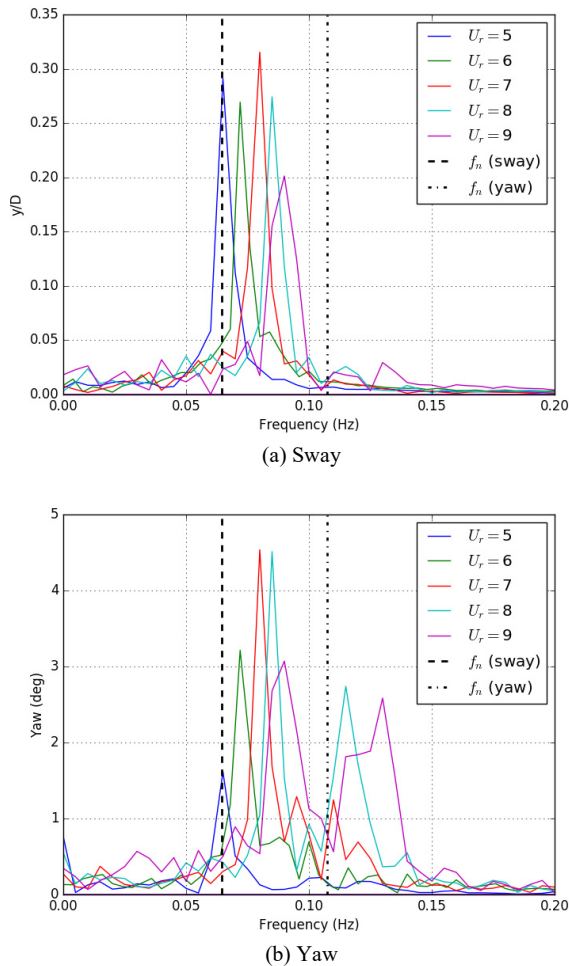 0.35
0.30
0.25
0.20
0.15
0.10
0.05
0.00
y/D
U_r = 5
U_r = 6
U_r = 7
U_r = 8
U_r = 9
f_n (sway)
f_n (yaw)
0.00 0.05 0.10 0.15 0.20
Frequency (Hz)
(a) Sway
5
4
3
2
1
0
Yaw (deg)
U_r = 5
U_r = 6
U_r = 7
U_r = 8
U_r = 9
f_n (sway)
f_n (yaw)
0.00 0.05 0.10 0.15 0.20
Frequency (Hz)
(b) Yaw